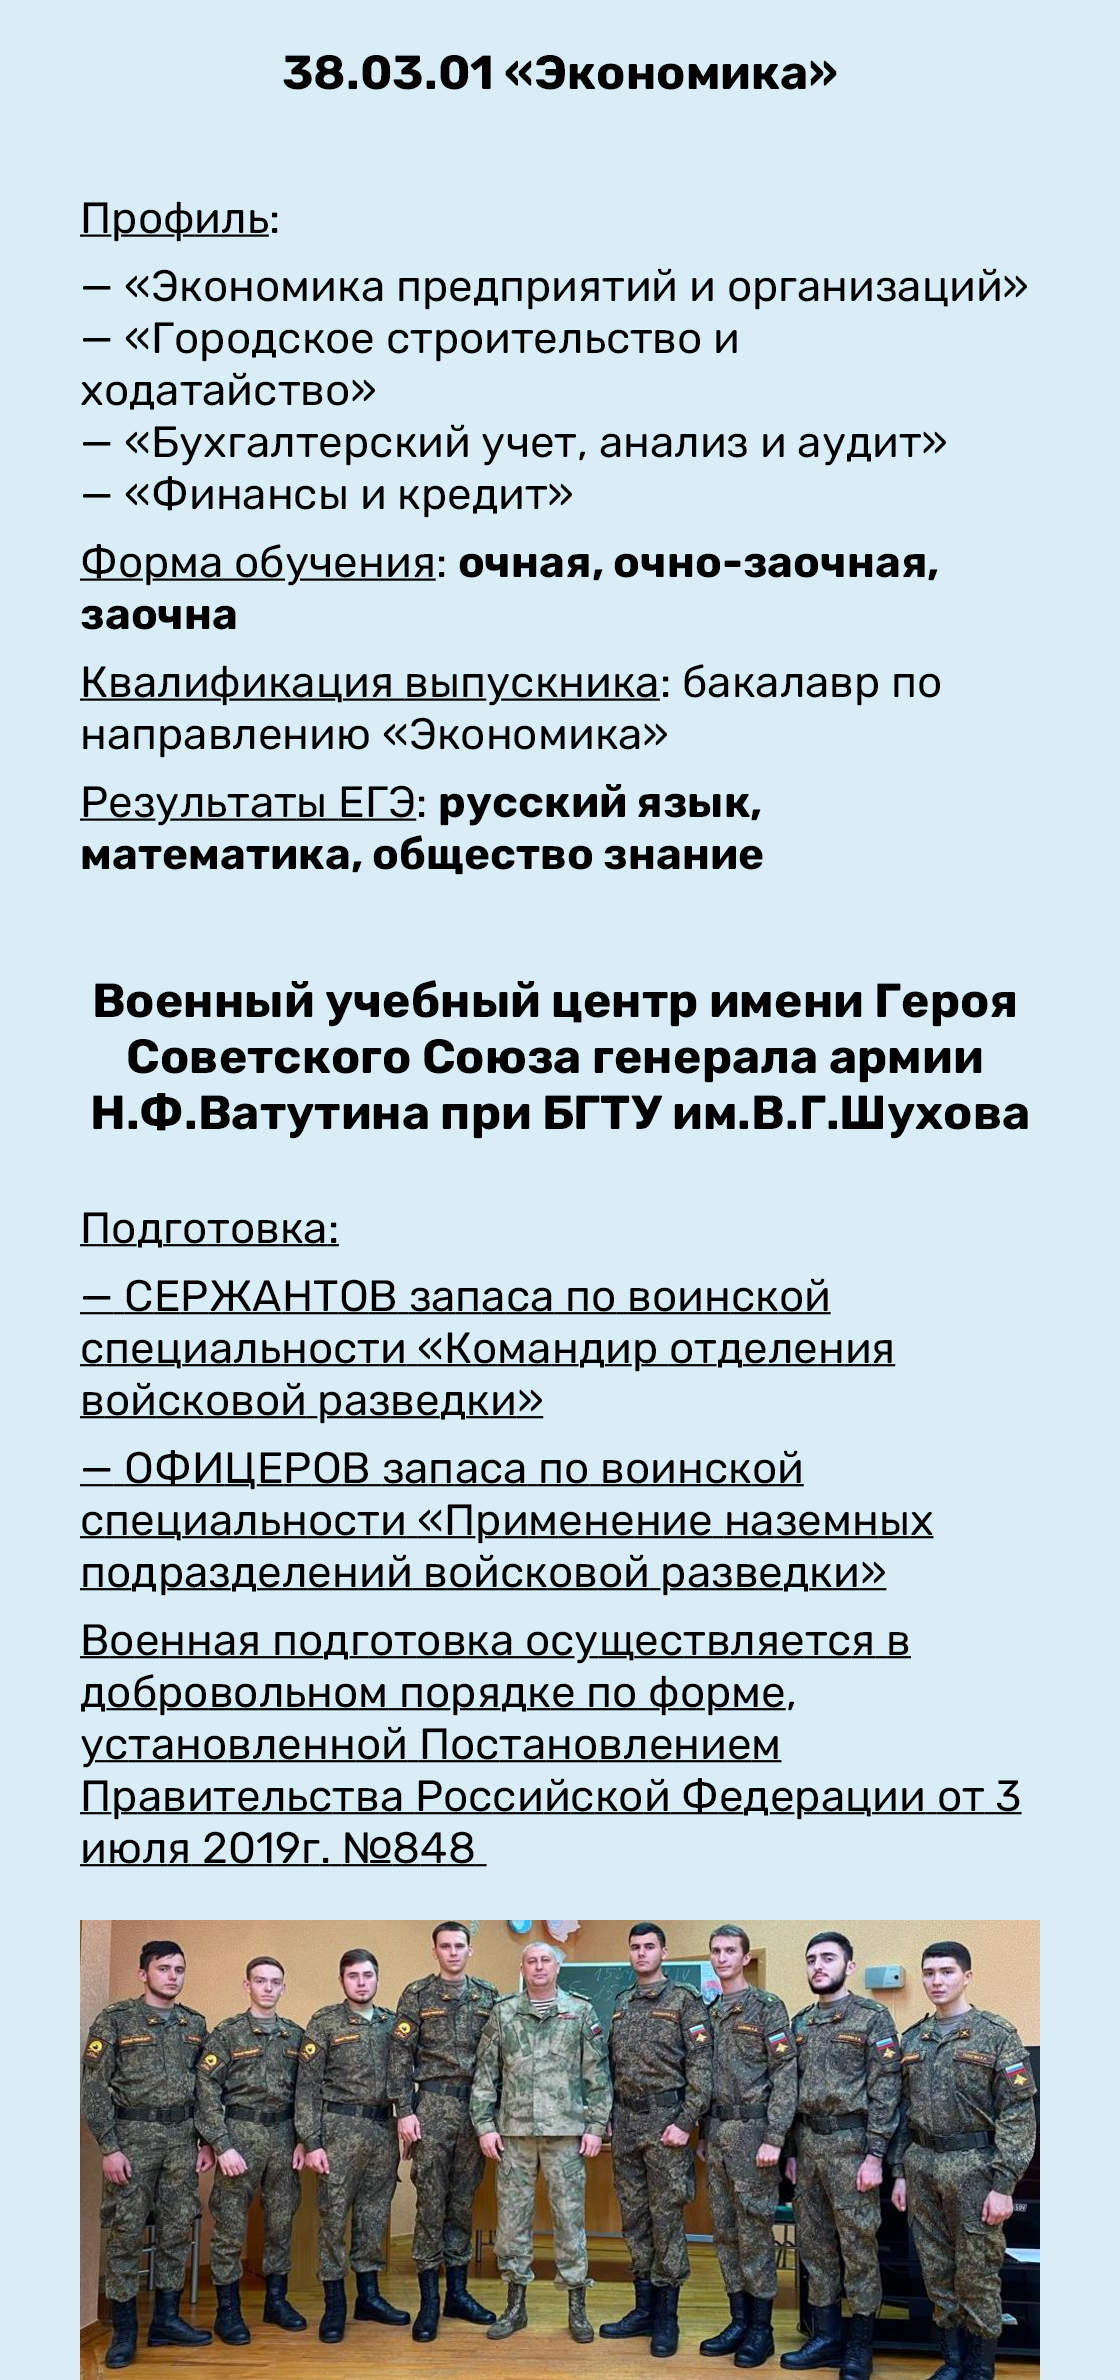 38.03.01 «Экономика»
Профиль:
— «Экономика предприятий и организаций»
— «Городское строительство и
ходатайство»
— «Бухгалтерский учет, анализ и аудит»
— «Финансы и кредит»
Форма обучения: очная, очно-заочная,
заочна
Квалификация выпускника: бакалавр по
направлению «Экономика»
Результаты ЕГЭ: русский язык,
математика, общество знание
Военный учебный центр имени Героя
Советского Союза генерала армии
Н.Ф.Ватутина при БГТУ им.В.Г.Шухова
Подготовка:
— СЕРЖАНТОВ запаса по воинской
специальности «Командир отделения
войсковой разведки»
— ОФИЦЕРОВ запаса по воинской
специальности «Применение наземных
подразделений войсковой разведки»
Военная подготовка осуществляется в
добровольном порядке по форме,
установленной Постановлением
Правительства Российской Федерации от 3
июля 2019г. №848